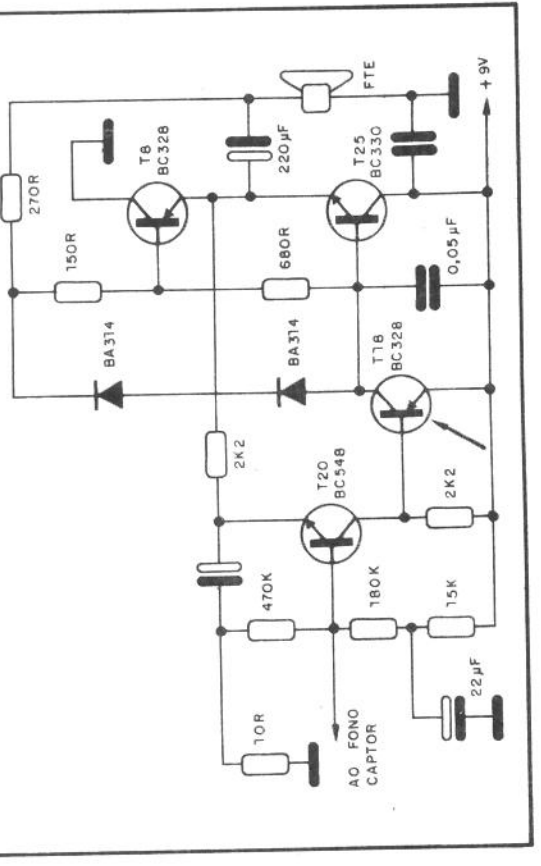 FTE
+ 9V
270R
T8
BC328
220µF
T25
BC330
150R
680R
0,05µF
BA314
BA314
T18
BC328
2K2
T20
BC548
2K2
470K
180K
15K
22µF
10R
AO FONO
CAPTOR